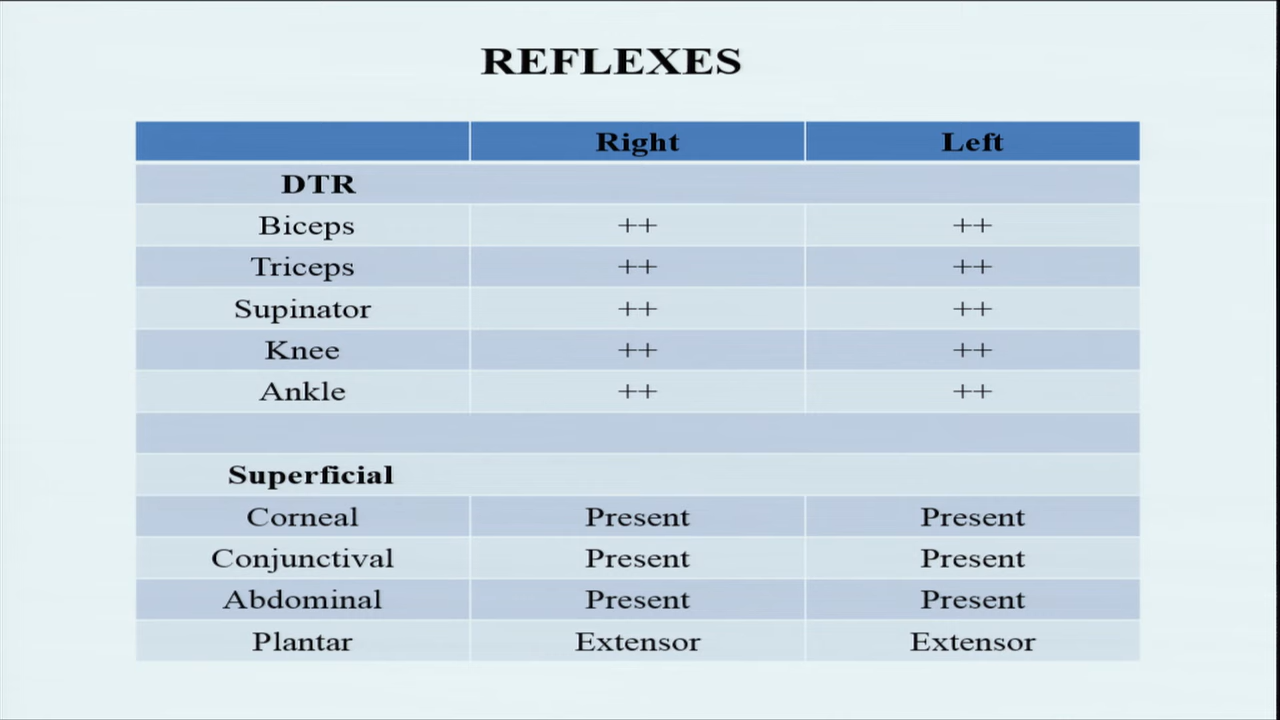 REFLEXES
Right Left
DTR
Biceps ++ ++
Triceps ++ ++
Supinator ++ ++
Knee ++ ++
Ankle ++ ++
Superficial
Corneal Present Present
Conjunctival Present Present
Abdominal Present Present
Plantar Extensor Extensor